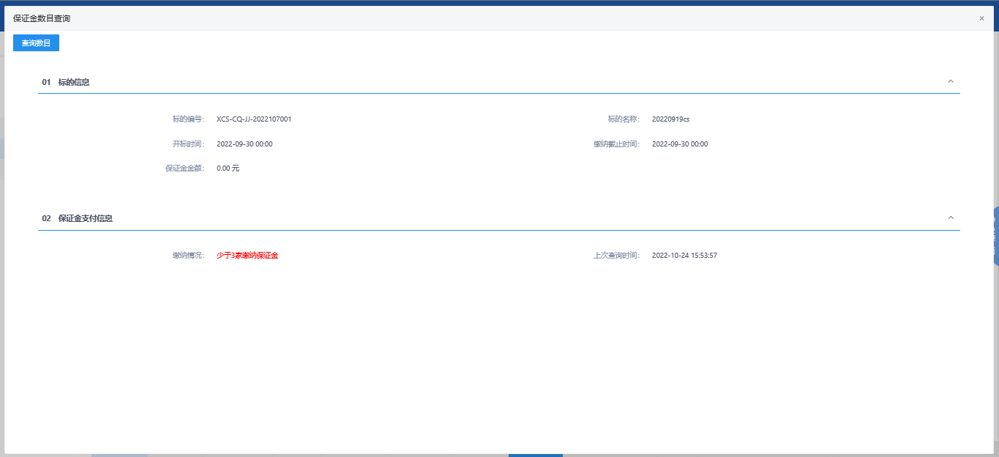 保证金数目查询
×
查询数目
01 标的信息
标的编号: XCS-CQ-JJ-2022107001 标的名称: 20220919cs
开标时间: 2022-09-30 00:00 缴纳截止时间: 2022-09-30 00:00
保证金金额: 0.00 元
02 保证金支付信息
缴纳情况: 少于3家缴纳保证金 上次查询时间: 2022-10-24 15:53:57